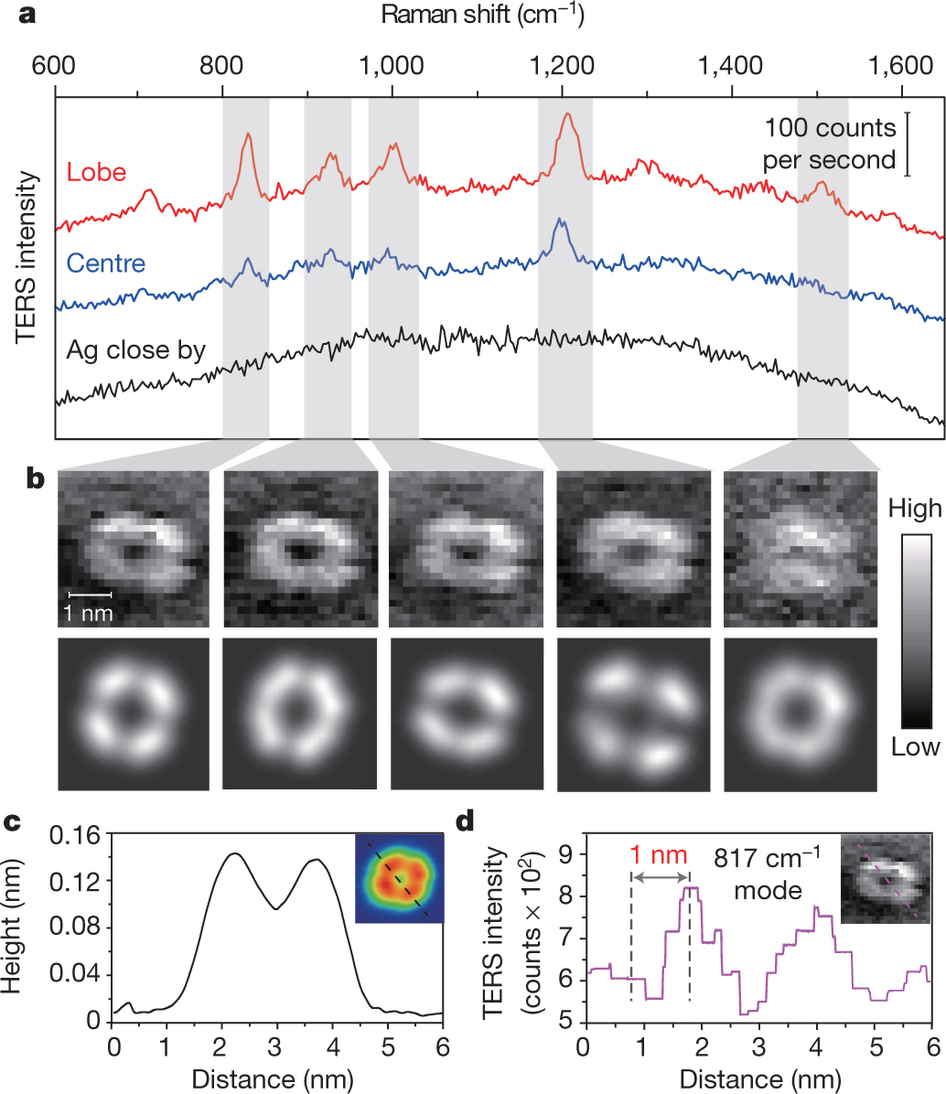 a
Raman shift (cm–1)
600 800 1,000 1,200 1,400 1,600
100 counts
per second
Lobe
Centre
Ag close by
TERS intensity
b
1 nm
High
Low
c
0.16
0.12
0.08
0.04
0
Height (nm)
0 1 2 3 4 5 6
Distance (nm)
d
9
8
7
6
5
TERS intensity
(counts × 10²)
1 nm
817 cm–1
mode
0 1 2 3 4 5 6
Distance (nm)